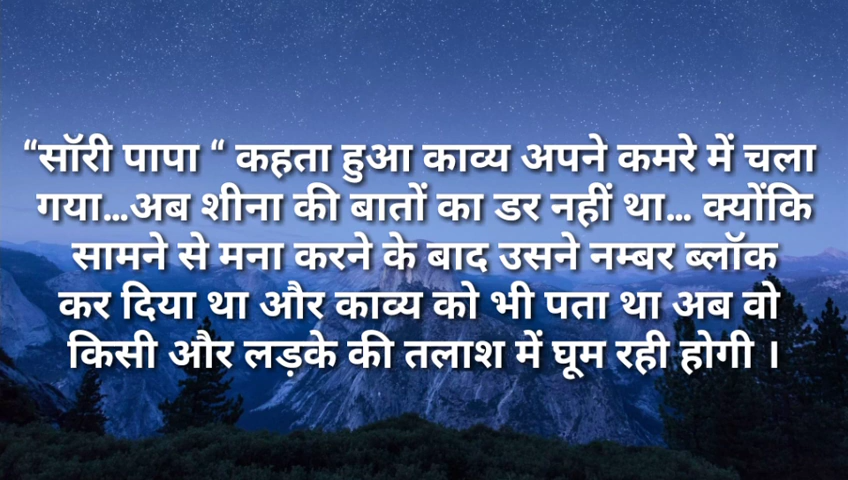 “सॉरी पापा “ कहता हुआ काव्य अपने कमरे में चला
गया...अब शीना की बातों का डर नहीं था... क्योंकि
सामने से मना करने के बाद उसने नम्बर ब्लॉक
कर दिया था और काव्य को भी पता था अब वो
किसी और लड़के की तलाश में घूम रही होगी ।